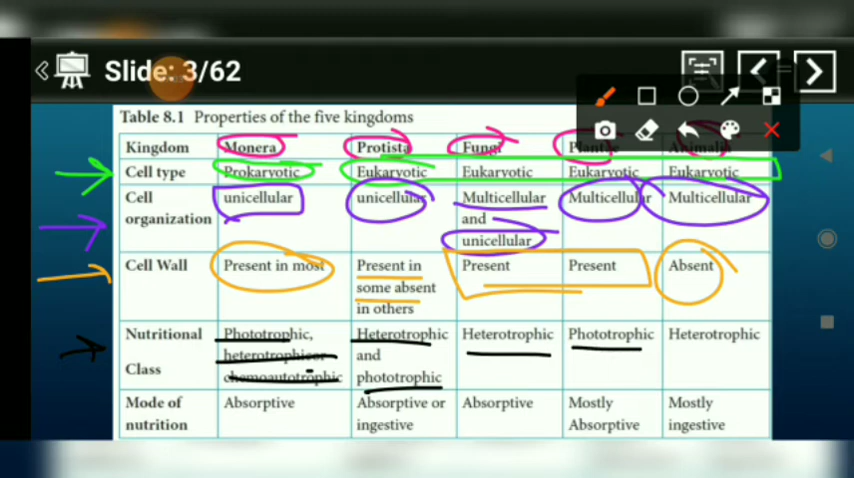 Slide: 3/62
Table 8.1 Properties of the five kingdoms
Kingdom Monera Protista Fungi Plantae Animalia
Cell type Prokaryotic Eukaryotic Eukaryotic Eukaryotic Eukaryotic
Cell organization unicellular unicellular Multicellular and unicellular Multicellular Multicellular
Cell Wall Present in most Present in some absent in others Present Present Absent
Nutritional Class Phototrophic, heterotrophicor chemoautotrophic Heterotrophic and phototrophic Heterotrophic Phototrophic Heterotrophic
Mode of nutrition Absorptive Absorptive or ingestive Absorptive Mostly Absorptive Mostly ingestive